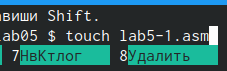 авиши Shift.
lab05 $ touch lab5-1.asm
7НвКтлог 8Удалить